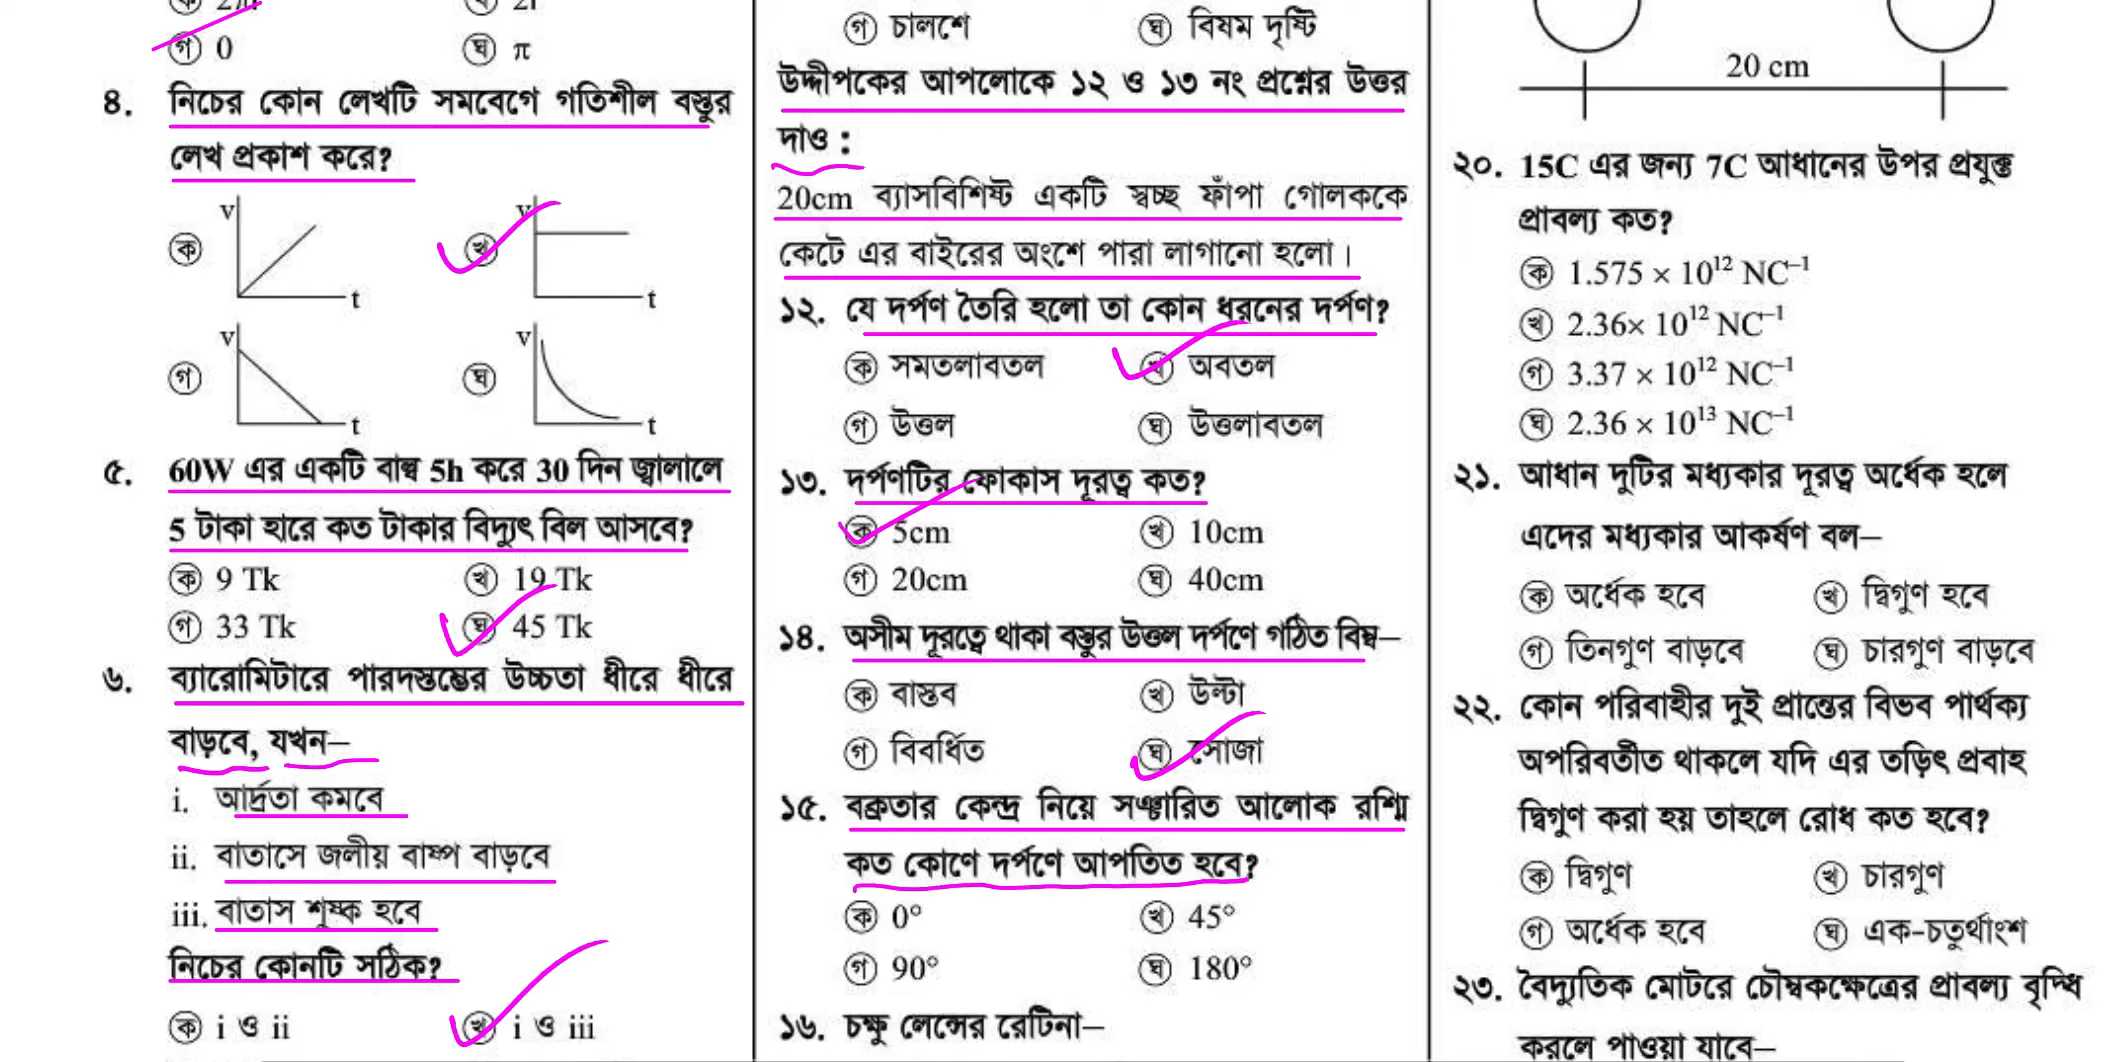 গ 0
ঘ π
৪. নিচের কোন লেখটি সমবেগে গতিশীল বস্তুর
লেখ প্রকাশ করে?
ক v t
খ v t
গ v t
ঘ v t
৫. 60W এর একটি বাল্ব 5h করে 30 দিন জ্বালালে
5 টাকা হারে কত টাকার বিদ্যুৎ বিল আসবে?
ক 9 Tk খ 19 Tk
গ 33 Tk ঘ 45 Tk
৬. ব্যারোমিটারে পারদস্তম্ভের উচ্চতা ধীরে ধীরে
বাড়বে, যখন–
i. আর্দ্রতা কমবে
ii. বাতাসে জলীয় বাষ্প বাড়বে
iii. বাতাস শুষ্ক হবে
নিচের কোনটি সঠিক?
ক i ও ii খ i ও iii
গ চালশে ঘ বিষম দৃষ্টি
উদ্দীপকের আপলোকে ১২ ও ১৩ নং প্রশ্নের উত্তর
দাও :
20cm ব্যাসবিশিষ্ট একটি স্বচ্ছ ফাঁপা গোলককে
কেটে এর বাইরের অংশে পারা লাগানো হলো।
১২. যে দর্পণ তৈরি হলো তা কোন ধরনের দর্পণ?
ক সমতলাবতল খ অবতল
গ উত্তল ঘ উত্তলাবতল
১৩. দর্পণটির ফোকাস দূরত্ব কত?
ক 5cm খ 10cm
গ 20cm ঘ 40cm
১৪. অসীম দূরত্বে থাকা বস্তুর উত্তল দর্পণে গঠিত বিম্ব–
ক বাস্তব খ উল্টা
গ বিবর্ধিত ঘ সোজা
১৫. বক্রতার কেন্দ্র নিয়ে সঞ্চারিত আলোক রশ্মি
কত কোণে দর্পণে আপতিত হবে?
ক 0° খ 45°
গ 90° ঘ 180°
১৬. চক্ষু লেন্সের রেটিনা–
20 cm
২০. 15C এর জন্য 7C আধানের উপর প্রযুক্ত
প্রাবল্য কত?
ক 1.575 × 10¹² NC⁻¹
খ 2.36× 10¹² NC⁻¹
গ 3.37 × 10¹² NC⁻¹
ঘ 2.36 × 10¹³ NC⁻¹
২১. আধান দুটির মধ্যকার দূরত্ব অর্ধেক হলে
এদের মধ্যকার আকর্ষণ বল–
ক অর্ধেক হবে খ দ্বিগুণ হবে
গ তিনগুণ বাড়বে ঘ চারগুণ বাড়বে
২২. কোন পরিবাহীর দুই প্রান্তের বিভব পার্থক্য
অপরিবর্তীত থাকলে যদি এর তড়িৎ প্রবাহ
দ্বিগুণ করা হয় তাহলে রোধ কত হবে?
ক দ্বিগুণ খ চারগুণ
গ অর্ধেক হবে ঘ এক-চতুর্থাংশ
২৩. বৈদ্যুতিক মোটরে চৌম্বকক্ষেত্রের প্রাবল্য বৃদ্ধি
করলে পাওয়া যাবে–